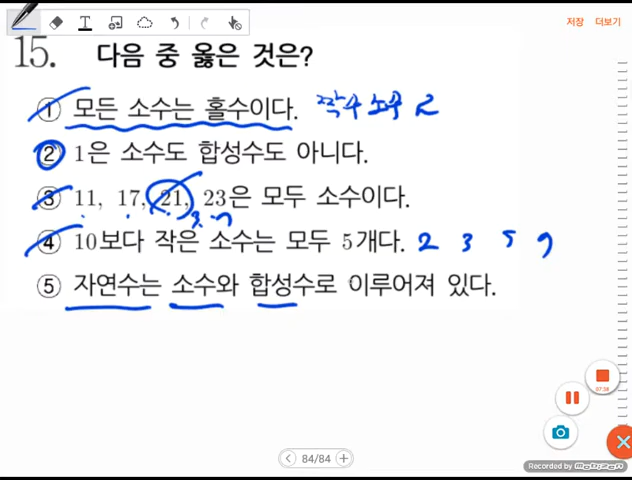 저장 더보기
15. 다음 중 옳은 것은?
① 모든 소수는 홀수이다. 짝수 소수 2
② 1은 소수도 합성수도 아니다.
③ 11, 17, 21, 23은 모두 소수이다.
3·7
④ 10보다 작은 소수는 모두 5개다. 2 3 5 7
⑤ 자연수는 소수와 합성수로 이루어져 있다.
07:38
84/84
Recorded by Mobizen